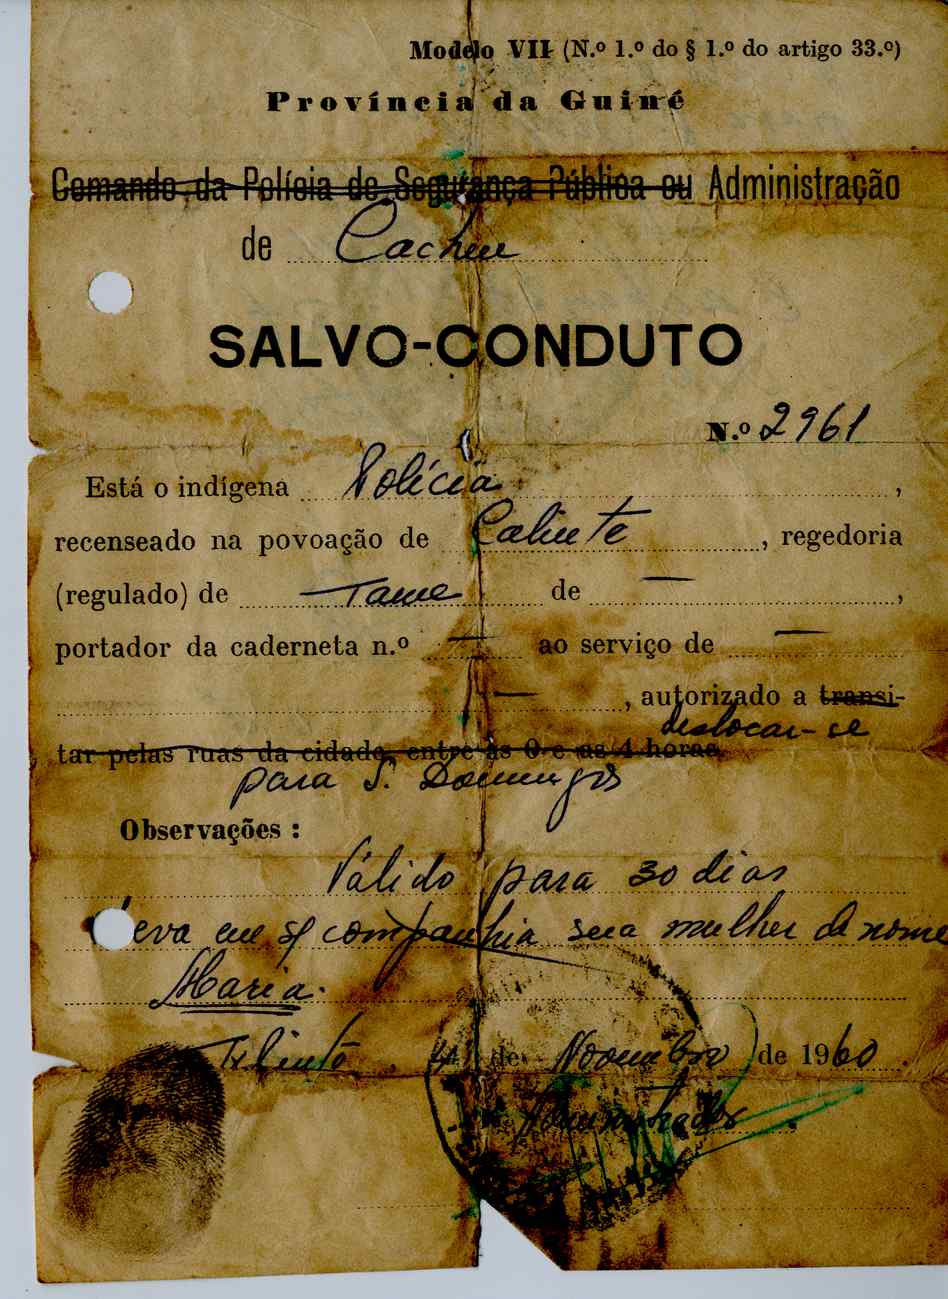 Modelo VII (N.º 1.º do § 1.º do artigo 33.º)
Província da Guiné
Comando da Polícia de Segurança Pública ou Administração
de Cacheu
SALVO-CONDUTO
N.º 2961
Está o indígena Polícia,
recenseado na povoação de Caliute, regedoria
(regulado) de Tame de —,
portador da caderneta n.º — ao serviço de —
—, autorizado a transi-
deslocar-se
tar pelas ruas da cidade, entre as 0 e as 4 horas.
para S. Domingos
Observações:
Válido para 30 dias
leva em companhia sua mulher de nome
Maria.
de Novembro de 1960.
Administrador